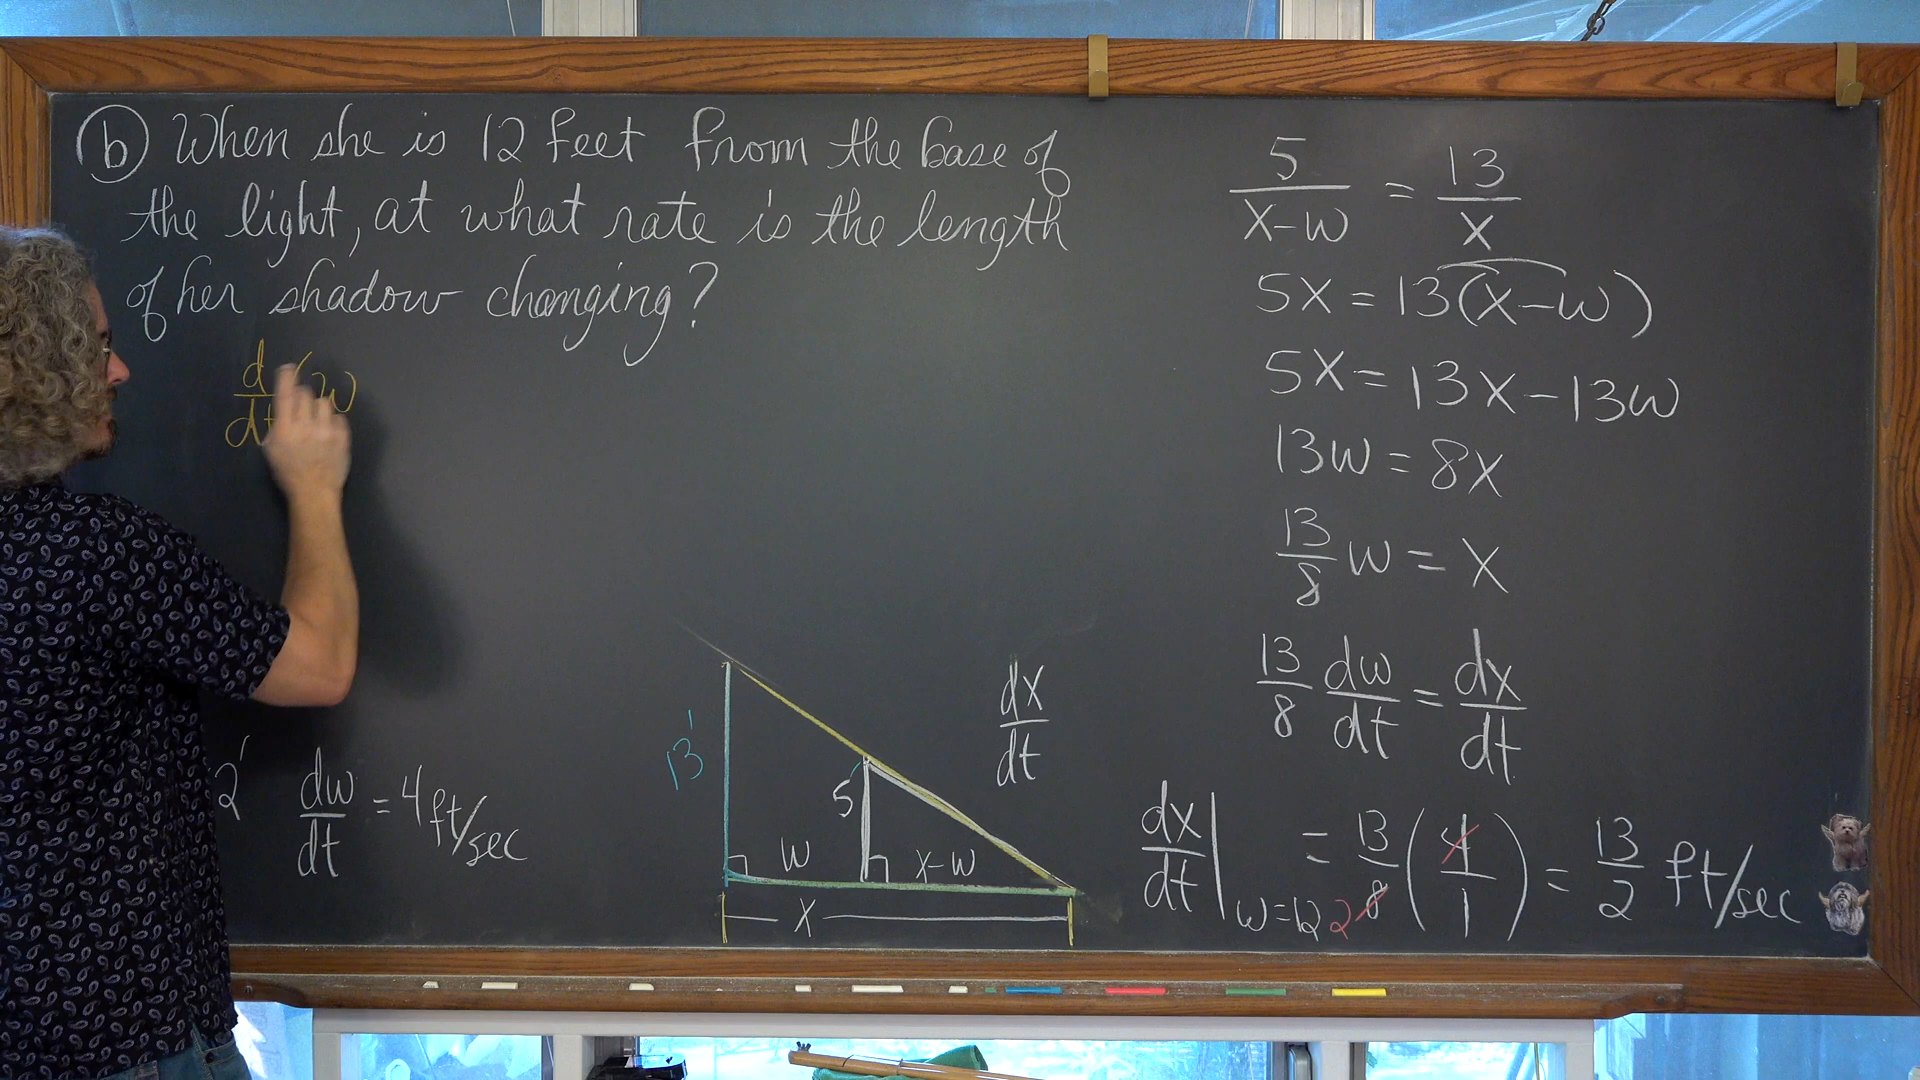 (b) When she is 12 feet from the base of
the light, at what rate is the length
of her shadow changing?
d/dt (w
2' dw/dt = 4 ft/sec
13'
5'
w
x-w
x
dx/dt
5/(x-w) = 13/x
5x = 13(x-w)
5x = 13x - 13w
13w = 8x
13/8 w = x
13/8 dw/dt = dx/dt
dx/dt | w=12 = 13/8 (4/1) = 13/2 ft/sec
2